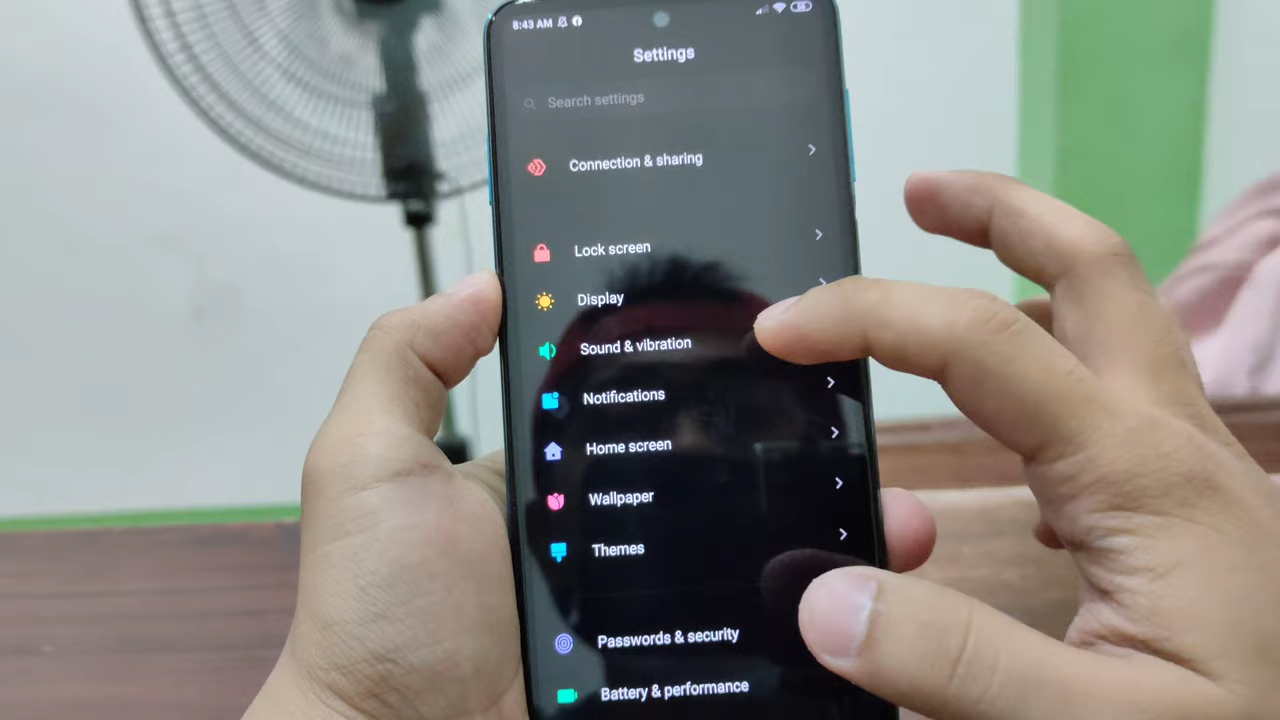 8:43 AM
Settings
Search settings
Connection & sharing
Lock screen
Display
Sound & vibration
Notifications
Home screen
Wallpaper
Themes
Passwords & security
Battery & performance